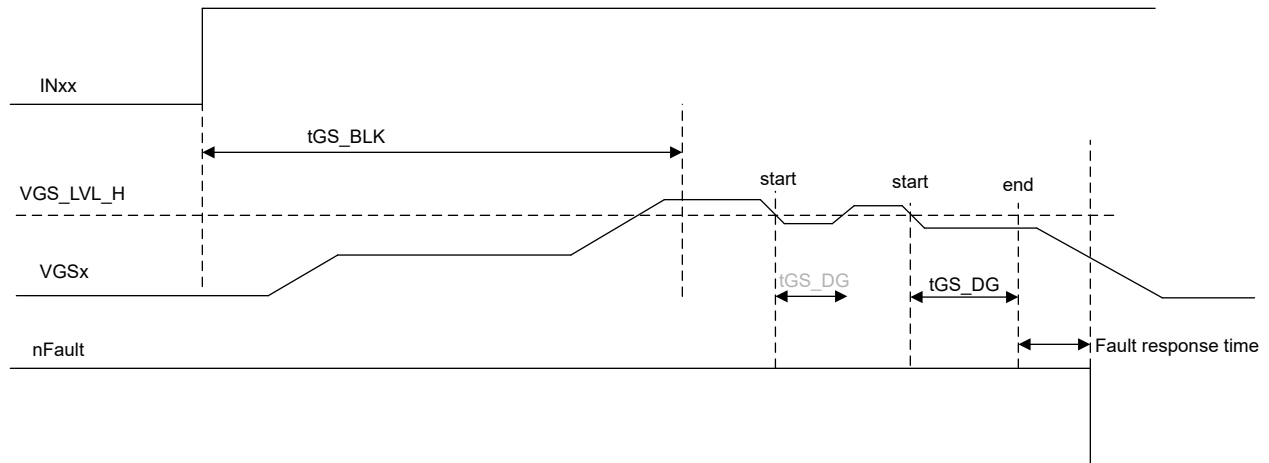 INxx
tGS_BLK
VGS_LVL_H
start
start
end
VGSx
tGS_DG
tGS_DG
nFault
Fault response time